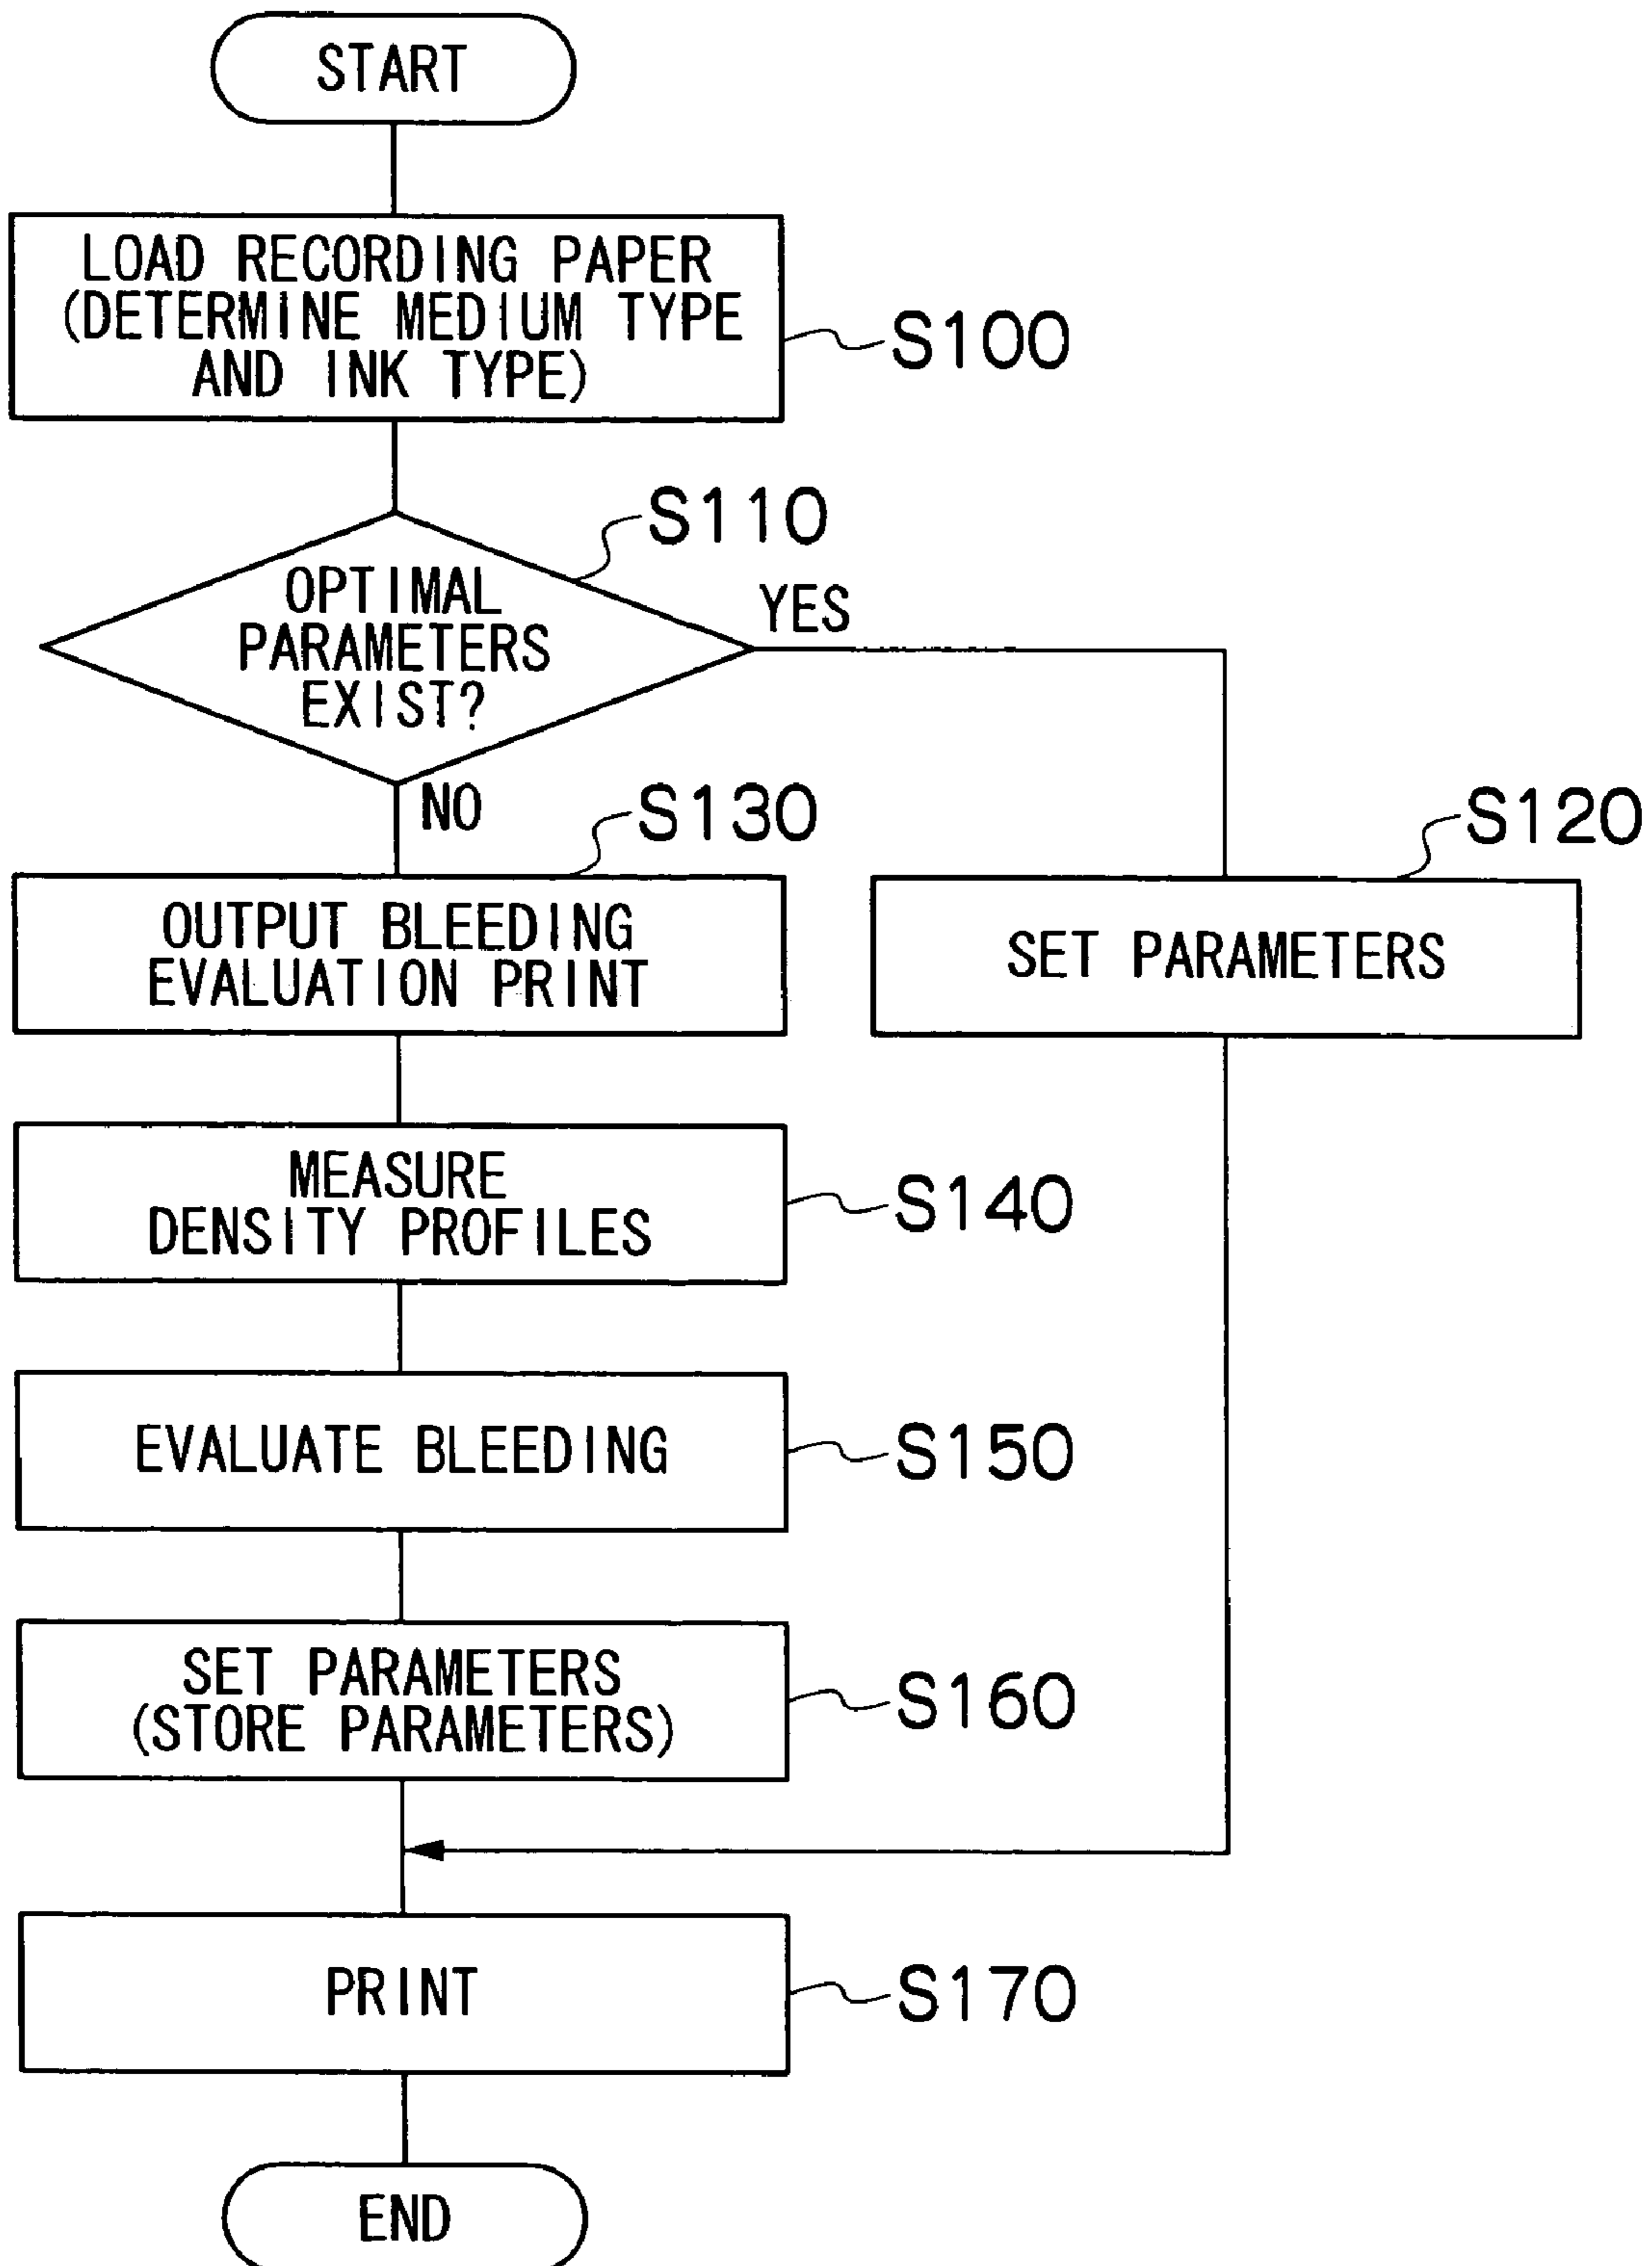 START
LOAD RECORDING PAPER
(DETERMINE MEDIUM TYPE
AND INK TYPE)
S100
S110
OPTIMAL
PARAMETERS
EXIST?
YES
NO
S130
S120
OUTPUT BLEEDING
EVALUATION PRINT
SET PARAMETERS
MEASURE
DENSITY PROFILES
S140
EVALUATE BLEEDING
S150
SET PARAMETERS
(STORE PARAMETERS)
S160
PRINT
S170
END